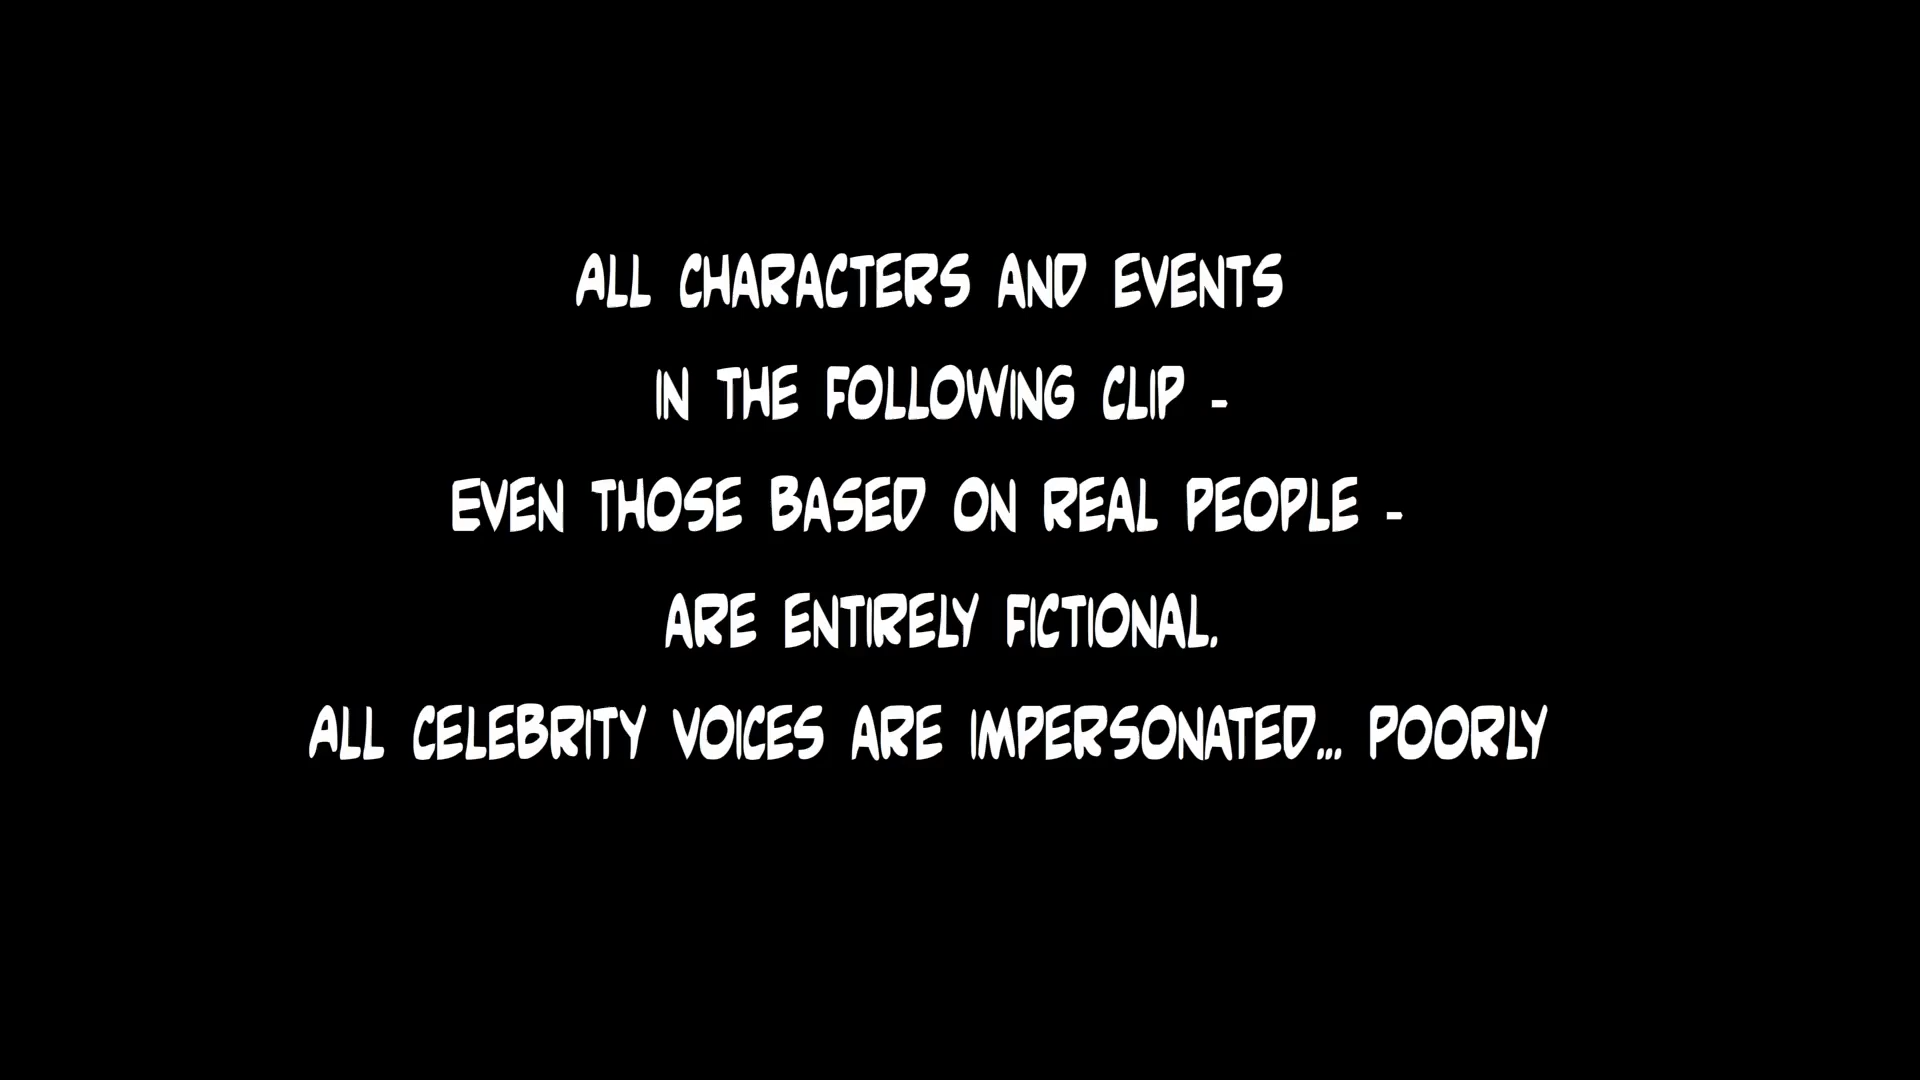 ALL CHARACTERS AND EVENTS
IN THE FOLLOWING CLIP -
EVEN THOSE BASED ON REAL PEOPLE -
ARE ENTIRELY FICTIONAL.
ALL CELEBRITY VOICES ARE IMPERSONATED... POORLY